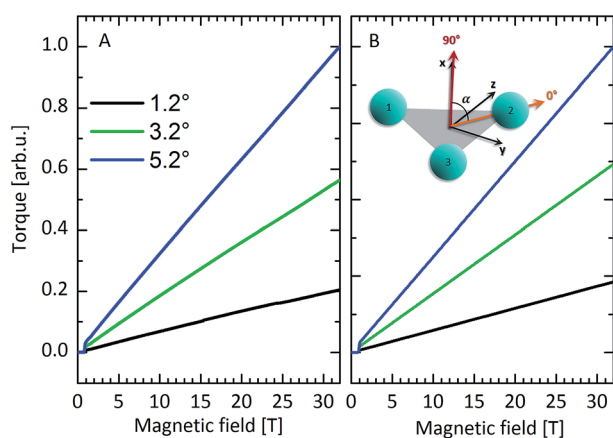 A
B
1.0
0.8
0.6
0.4
0.2
0.0
Torque [arb.u.]
1.2°
3.2°
5.2°
90°
x
z
α
0°
1
2
3
y
0 5 10 15 20 25 30
0 5 10 15 20 25 30
Magnetic field [T]
Magnetic field [T]